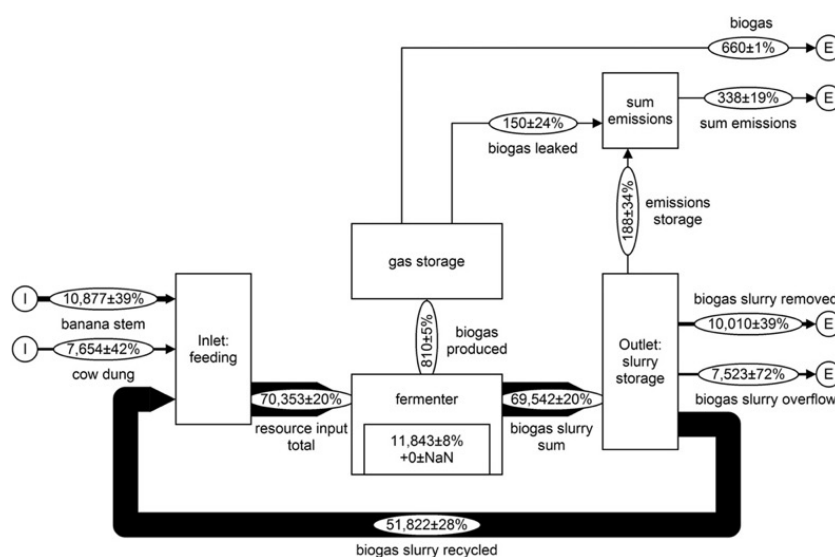 biogas
660±1%
E
sum
emissions
338±19%
E
sum emissions
150±24%
biogas leaked
188±34%
emissions
storage
gas storage
I
10,877±39%
banana stem
I
7,654±42%
cow dung
Inlet:
feeding
810±5%
biogas
produced
Outlet:
slurry
storage
biogas slurry removed
10,010±39%
E
7,523±72%
E
biogas slurry overflow
70,353±20%
resource input
total
fermenter
11,843±8%
+0±NaN
69,542±20%
biogas slurry
sum
51,822±28%
biogas slurry recycled